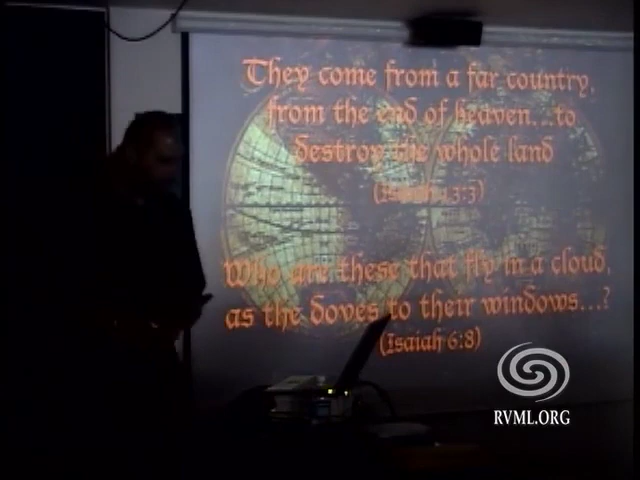 They come from a far country,
from the end of heaven...to
destroy the whole land
(Isaiah 13:5)
Who are these that fly in a cloud,
as the doves to their windows...?
(Isaiah 6:8)
RVML.ORG